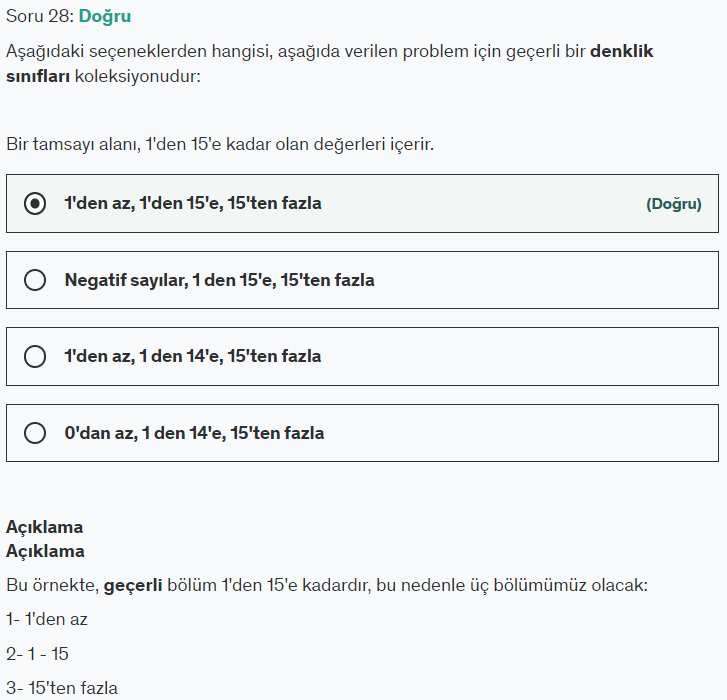 Soru 28: Doğru
Aşağıdaki seçeneklerden hangisi, aşağıda verilen problem için geçerli bir denklik
sınıfları koleksiyonudur:
Bir tamsayı alanı, 1'den 15'e kadar olan değerleri içerir.
1'den az, 1'den 15'e, 15'ten fazla (Doğru)
Negatif sayılar, 1 den 15'e, 15'ten fazla
1'den az, 1 den 14'e, 15'ten fazla
0'dan az, 1 den 14'e, 15'ten fazla
Açıklama
Açıklama
Bu örnekte, geçerli bölüm 1'den 15'e kadardır, bu nedenle üç bölümümüz olacak:
1- 1'den az
2- 1 - 15
3- 15'ten fazla